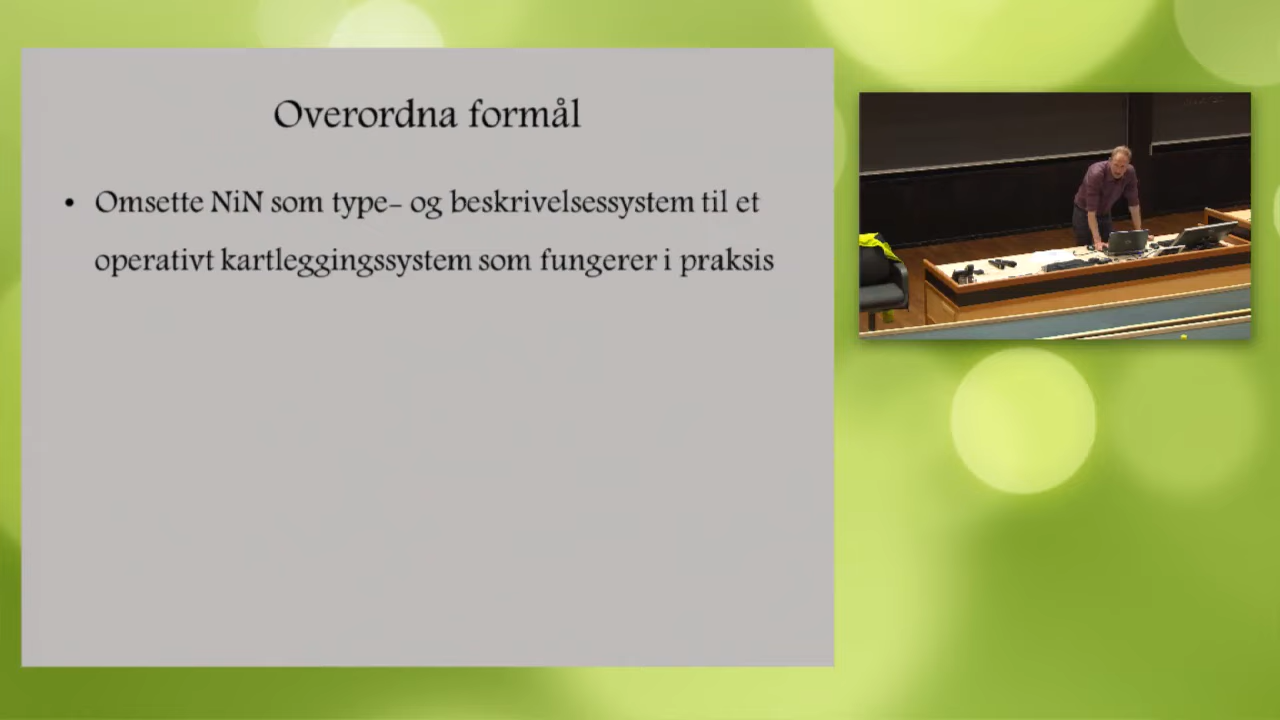 Overordna formål
• Omsette NiN som type- og beskrivelsessystem til et
operativt kartleggingssystem som fungerer i praksis